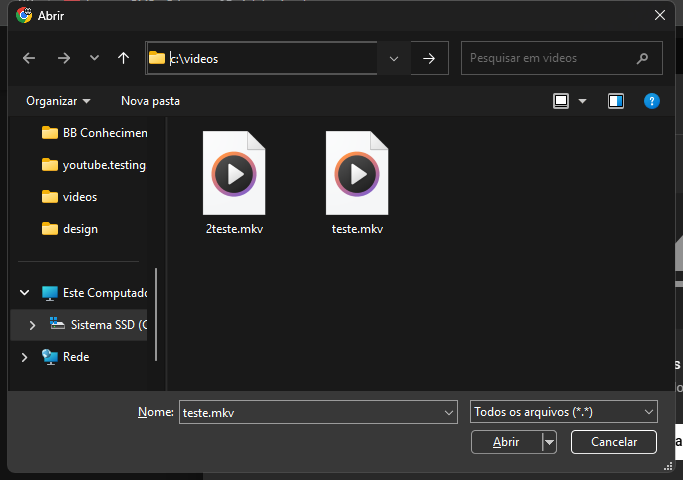 Abrir
c:\videos
Pesquisar em videos
Organizar
Nova pasta
?
BB Conhecimen
youtube.testing
videos
design
2teste.mkv
teste.mkv
Este Computado
Sistema SSD (C
Rede
Nome:
teste.mkv
Todos os arquivos (*.*)
Abrir
Cancelar